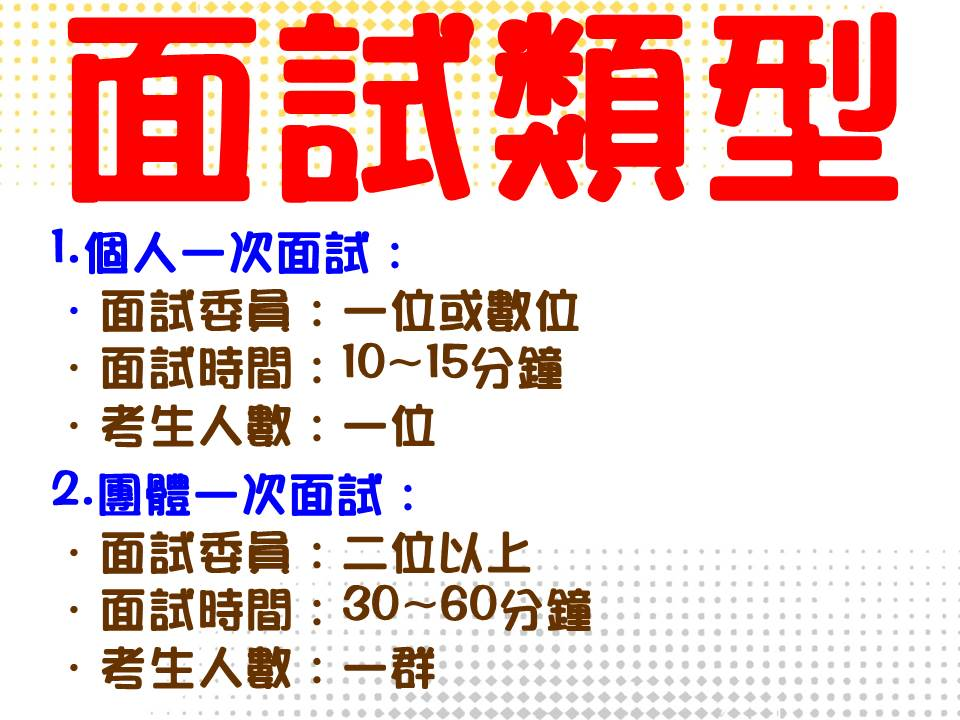 面試類型
1.個人一次面試：
·面試委員：一位或數位
·面試時間：10~15分鐘
·考生人數：一位
2.團體一次面試：
·面試委員：二位以上
·面試時間：30~60分鐘
·考生人數：一群